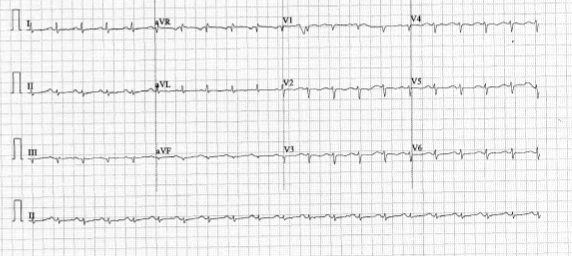 I aVR V1 V4
II aVL V2 V5
III aVF V3 V6
II